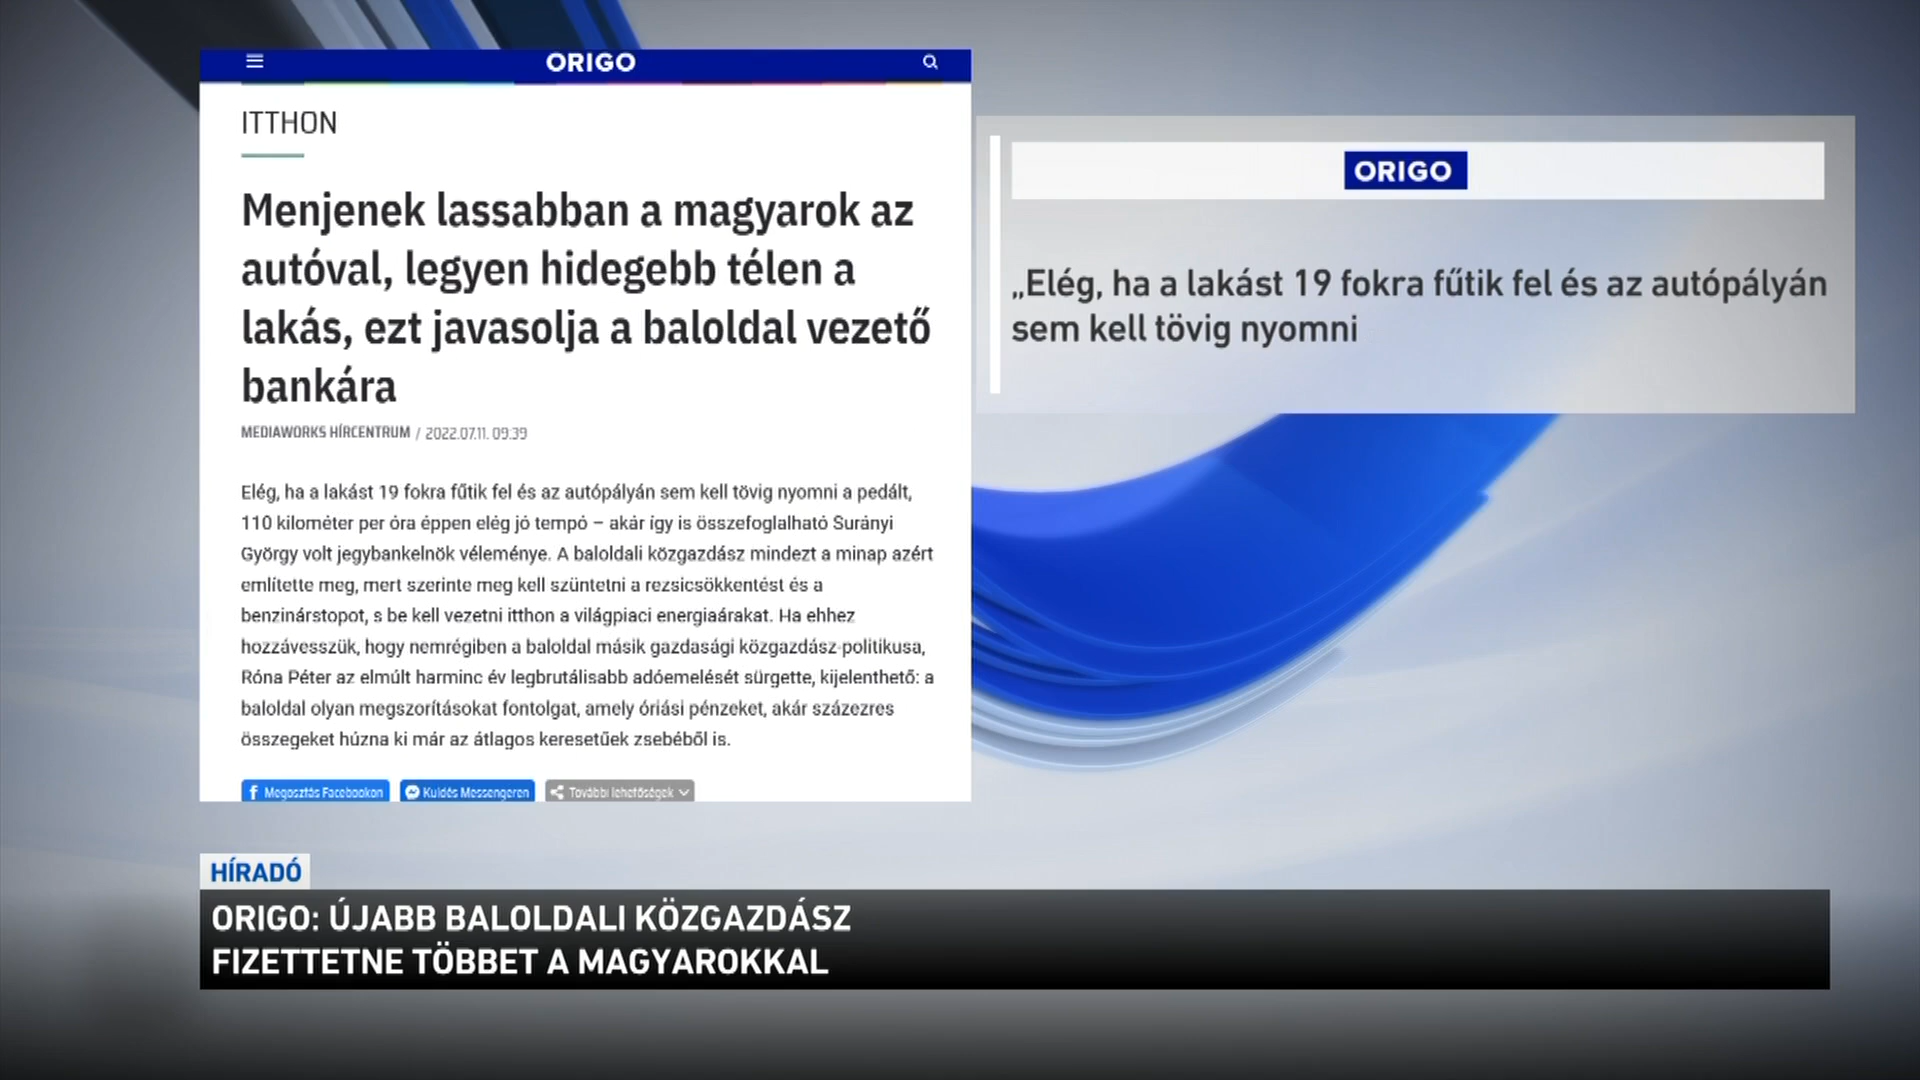 ORIGO
ITTHON
Menjenek lassabban a magyarok az
autóval, legyen hidegebb télen a
lakás, ezt javasolja a baloldal vezető
bankára
MEDIAWORKS HÍRCENTRUM / 2022.07.11. 09:39
Elég, ha a lakást 19 fokra fűtik fel és az autópályán sem kell tövig nyomni a pedált,
110 kilométer per óra éppen elég jó tempó – akár így is összefoglalható Surányi
György volt jegybankelnök véleménye. A baloldali közgazdász mindezt a minap azért
említette meg, mert szerinte meg kell szüntetni a rezsicsökkentést és a
benzinárstopot, s be kell vezetni itthon a világpiaci energiaárakat. Ha ehhez
hozzávesszük, hogy nemrégiben a baloldal másik gazdasági közgazdász-politikusa,
Róna Péter az elmúlt harminc év legbrutálisabb adóemelését sürgette, kijelenthető: a
baloldal olyan megszorításokat fontolgat, amely óriási pénzeket, akár százezres
összegeket húzna ki már az átlagos keresetűek zsebéből is.
Megosztás Facebookon Küldés Messengeren További lehetőségek
ORIGO
„Elég, ha a lakást 19 fokra fűtik fel és az autópályán
sem kell tövig nyomni
HÍRADÓ
ORIGO: ÚJABB BALOLDALI KÖZGAZDÁSZ
FIZETTETNE TÖBBET A MAGYAROKKAL